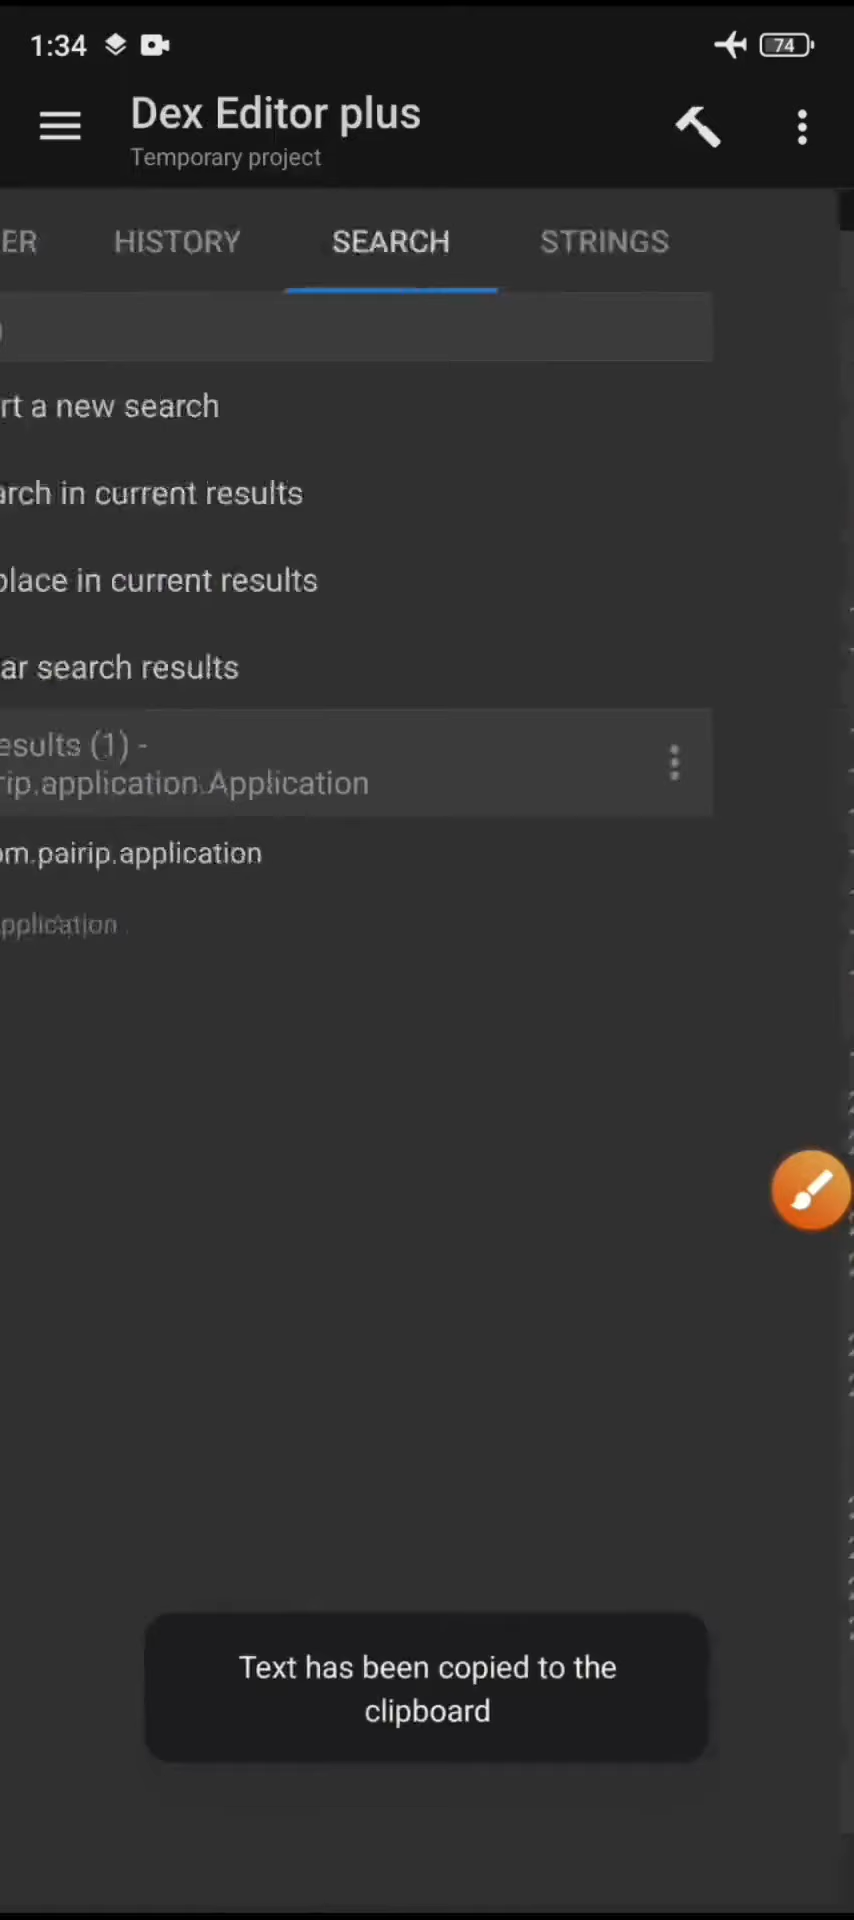 1:34 74
Dex Editor plus
Temporary project
ER HISTORY SEARCH STRINGS
rt a new search
arch in current results
place in current results
ar search results
esults (1) -
rip.application.Application
om.pairip.application
pplication
Text has been copied to the
clipboard